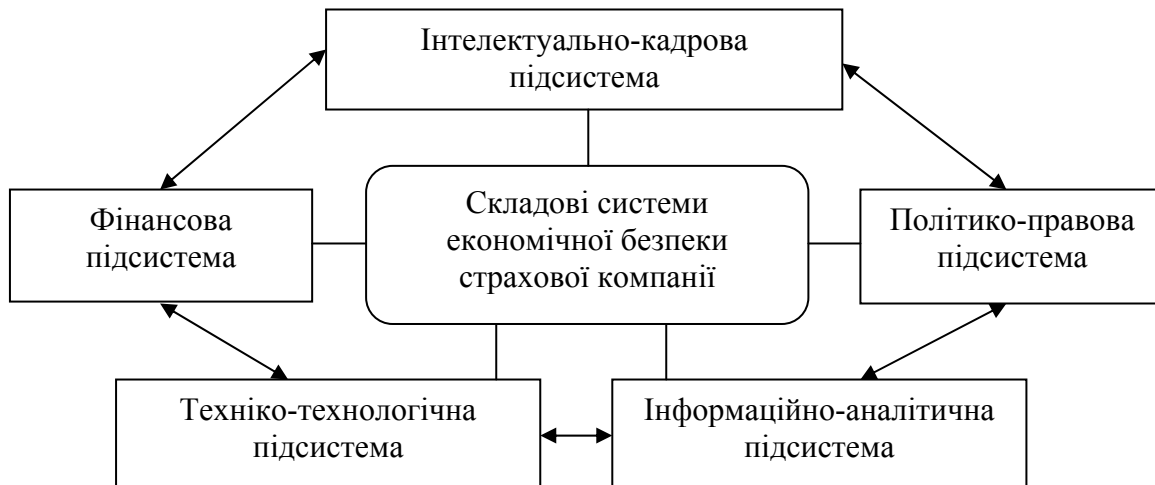 Інтелектуально-кадрова
підсистема
Фінансова
підсистема
Складові системи
економічної безпеки
страхової компанії
Політико-правова
підсистема
Техніко-технологічна
підсистема
Інформаційно-аналітична
підсистема